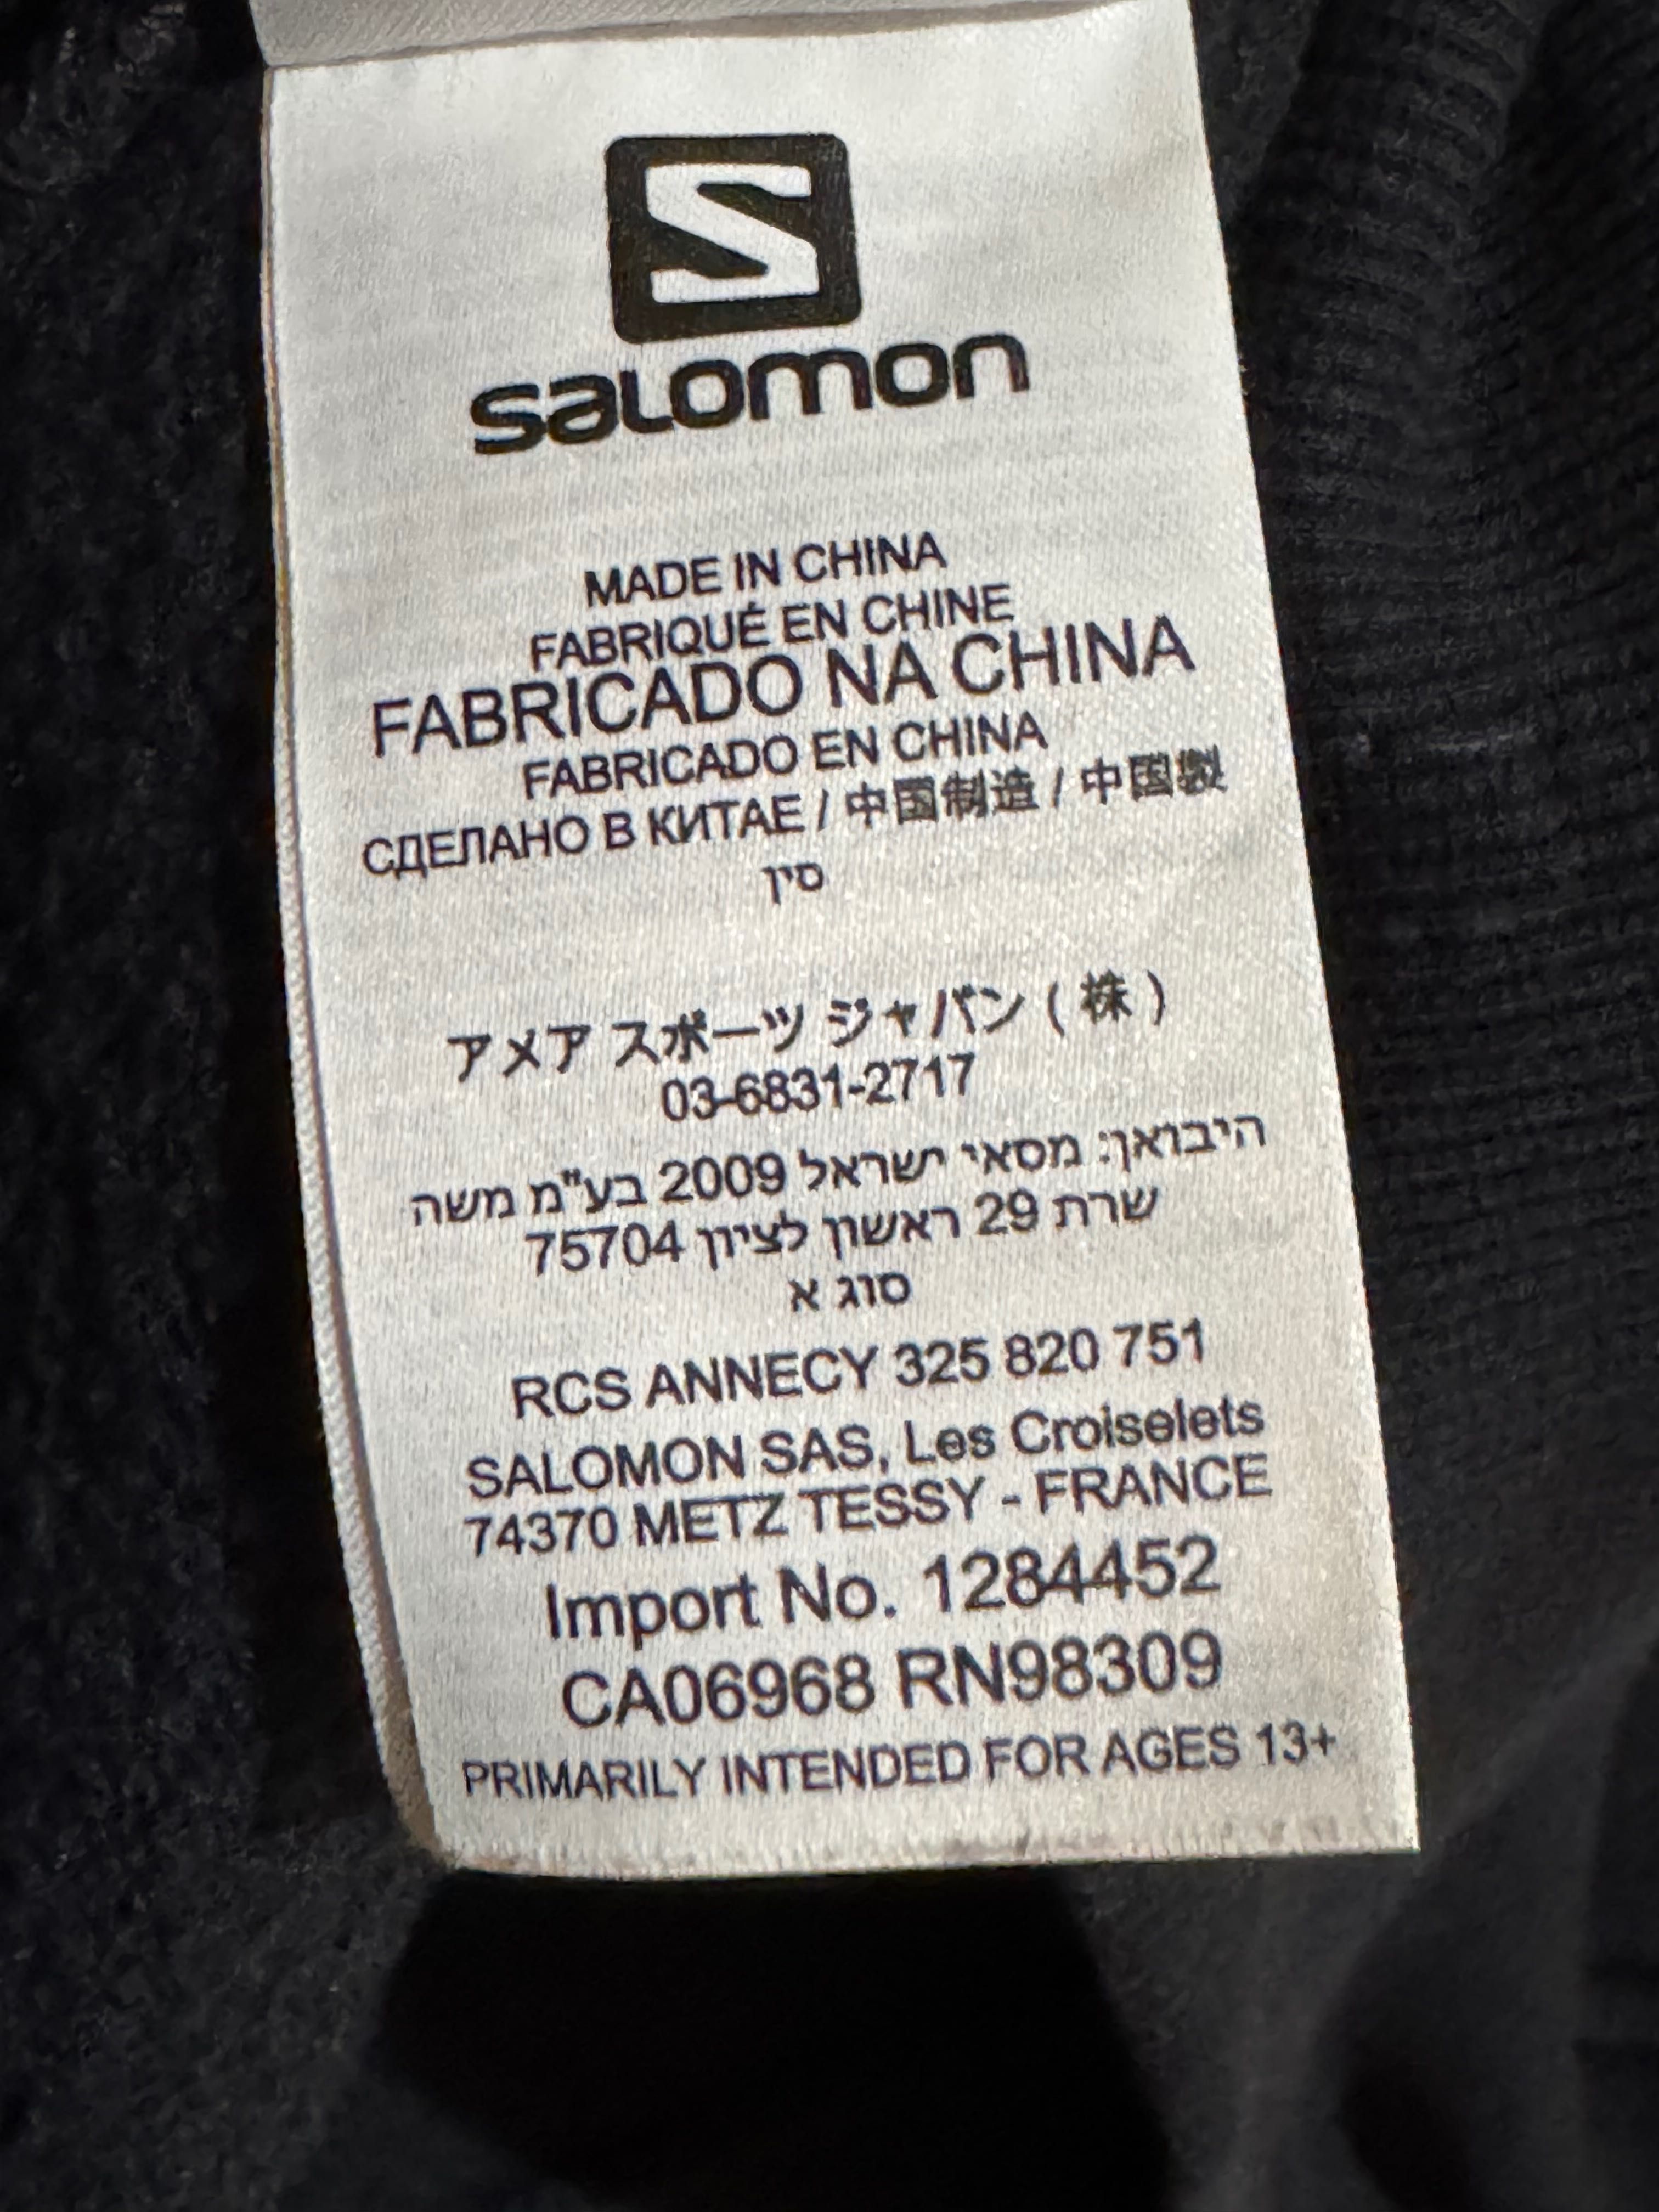 S
salomon
MADE IN CHINA
FABRIQUÉ EN CHINE
FABRICADO NA CHINA
FABRICADO EN CHINA
СДЕЛАНО В КИТАЕ / 中国制造 / 中国製
סין
アメア スポーツ ジャパン ( 株 )
03-6831-2717
היבואן: מסאי ישראל 2009 בע"מ משה
שרת 29 ראשון לציון 75704
סוג א
RCS ANNECY 325 820 751
SALOMON SAS, Les Croiselets
74370 METZ TESSY - FRANCE
Import No. 1284452
CA06968 RN98309
PRIMARILY INTENDED FOR AGES 13+